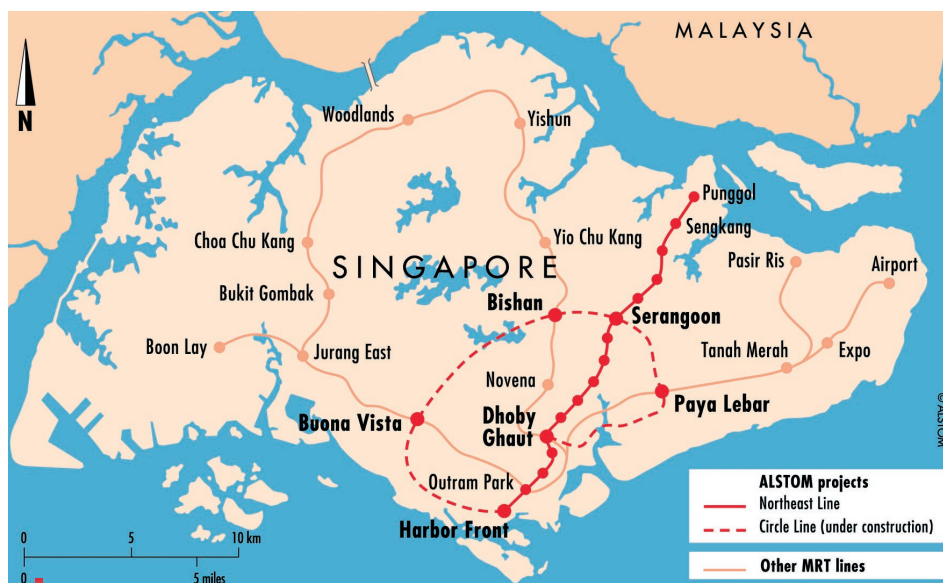 MALAYSIA
N
Woodlands
Yishun
Punggol
Sengkang
Choa Chu Kang
Yio Chu Kang
Pasir Ris
Airport
SINGAPORE
Bukit Gombak
Bishan
Serangoon
Boon Lay
Jurang East
Tanah Merah
Expo
Novena
Paya Lebar
Buona Vista
Dhoby
Ghaut
© ALSTOM
Outram Park
Harbor Front
ALSTOM projects
Northeast Line
Circle Line (under construction)
Other MRT lines
0 5 10 km
0 5 miles